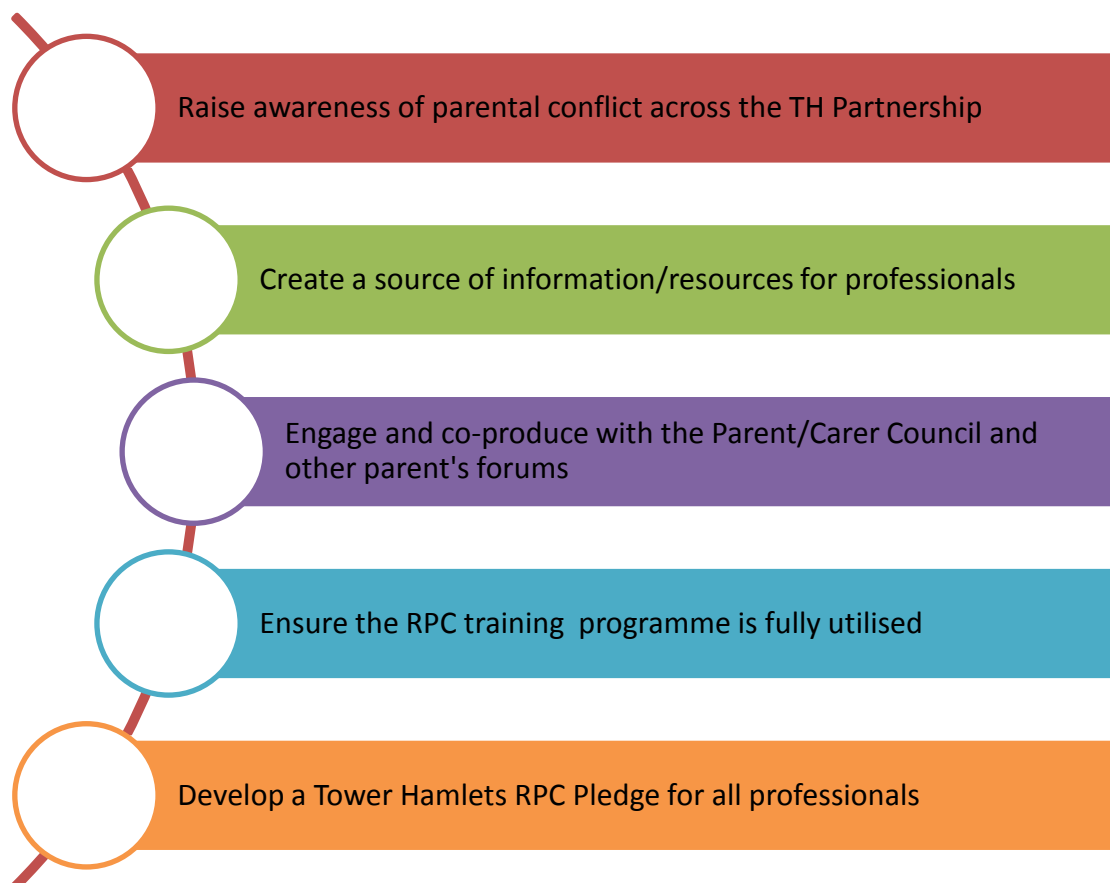 Raise awareness of parental conflict across the TH Partnership
Create a source of information/resources for professionals
Engage and co-produce with the Parent/Carer Council and
other parent's forums
Ensure the RPC training  programme is fully utilised
Develop a Tower Hamlets RPC Pledge for all professionals